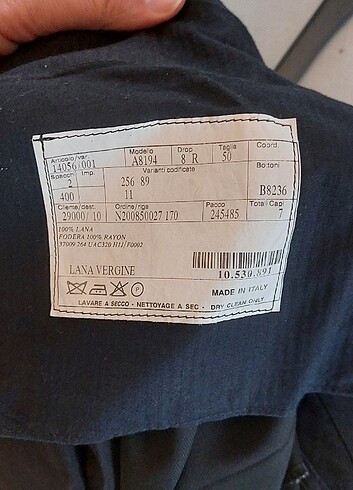 Articolo/var. Modello Drop Taglia Coord.
14056/001 A8194 8 R 50
Spacchi Imp. Varianti codificate Bottoni
2 256 89
400 11 B8236
Cliente/dest. Ordine/riga Pacco Total Capi
29000/ 10 N200850027 170 245485 7
100% LANA
FODERA 100% RAYON
LANA VERGINE
10.530.891
MADE IN ITALY
P
LAVARE A SECCO - NETTOYAGE A SEC - DRY CLEAN ONLY